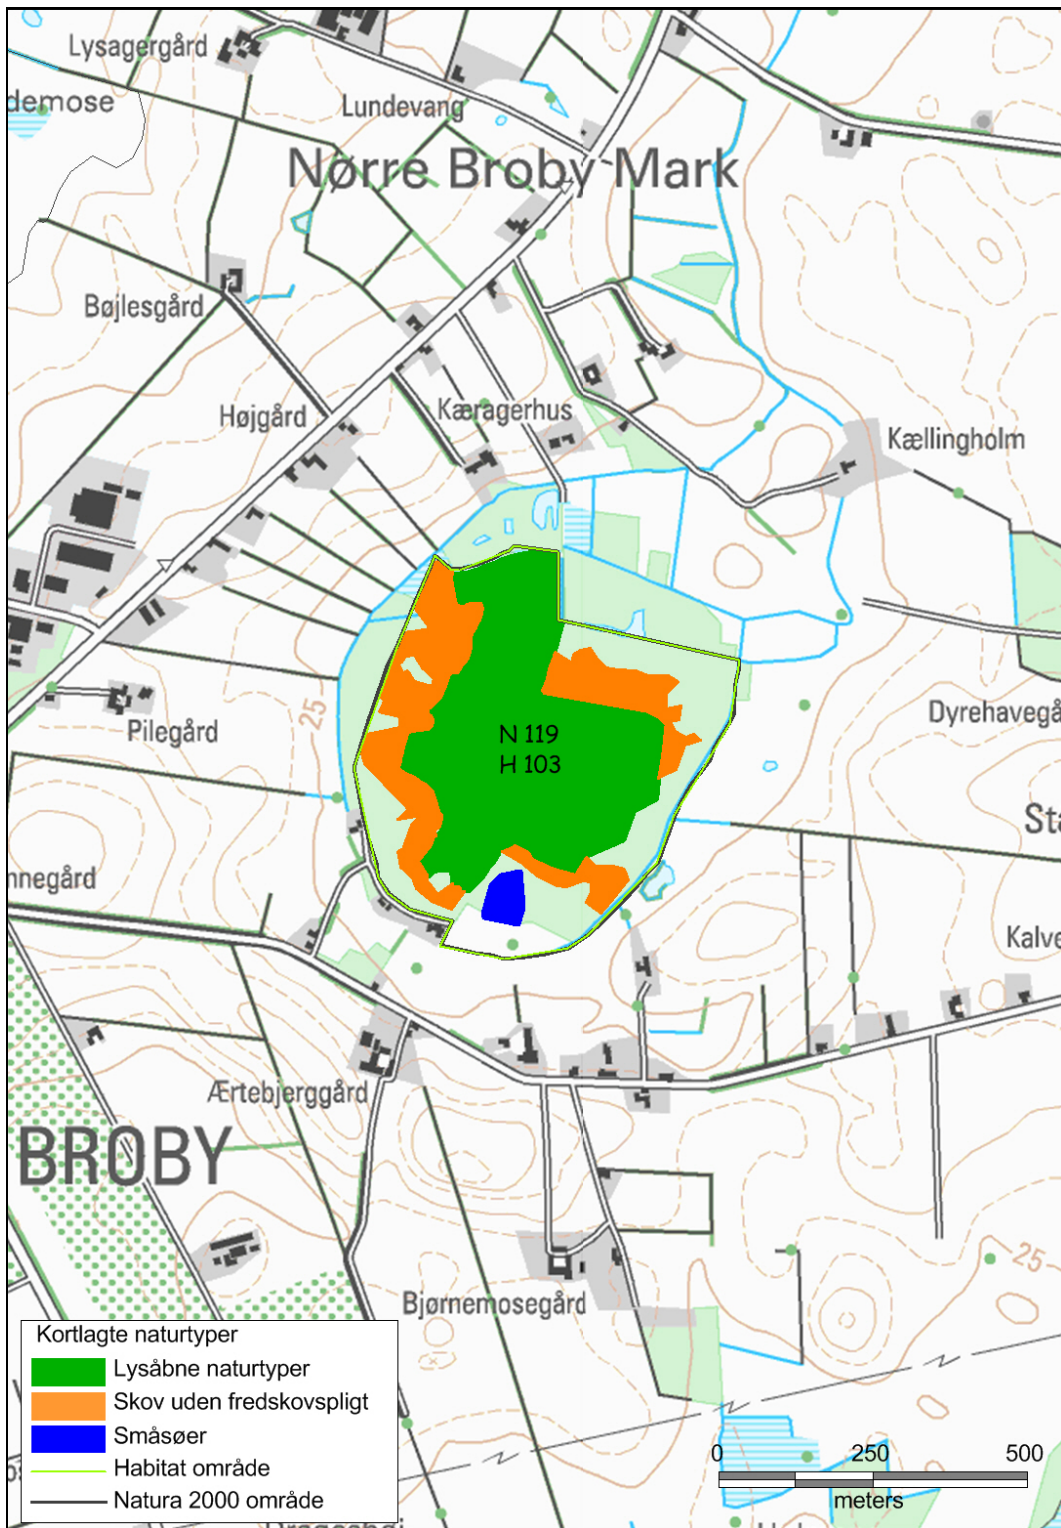 Lysagergård
demose
Lundevang
Nørre Broby Mark
Bøjlesgård
Højgård
Kæragerhus
Kællingholm
25
Pilegård
N 119
H 103
Dyrehavegå
Sta
nnegård
Kalve
Ærtebjerggård
BROBY
25
Bjørnemosegård
Kortlagte naturtyper
Lysåbne naturtyper
Skov uden fredskovspligt
Småsøer
Habitat område
Natura 2000 område
0 250 500
meters